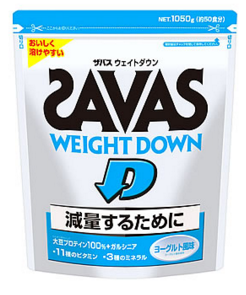 NET.1050g(約50食分)
おいしく
溶けやすい
ザバス ウェイトダウン
SAVAS
WEIGHT DOWN
減量するために
大豆プロテイン100%+ガルシニア
・11種のビタミン ・3種のミネラル
ヨーグルト風味